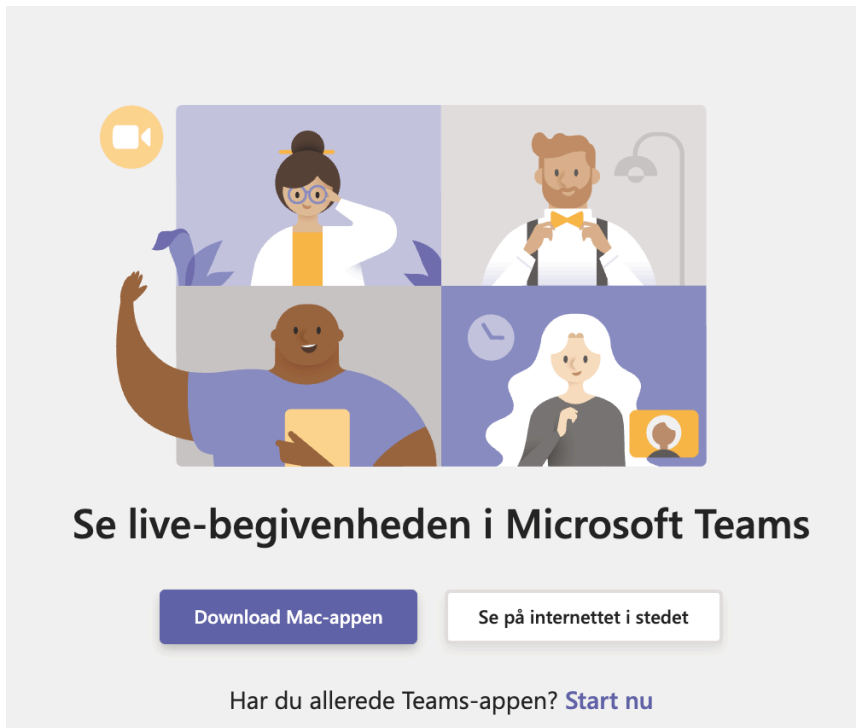 Se live-begivenheden i Microsoft Teams
Download Mac-appen
Se på internettet i stedet
Har du allerede Teams-appen? Start nu